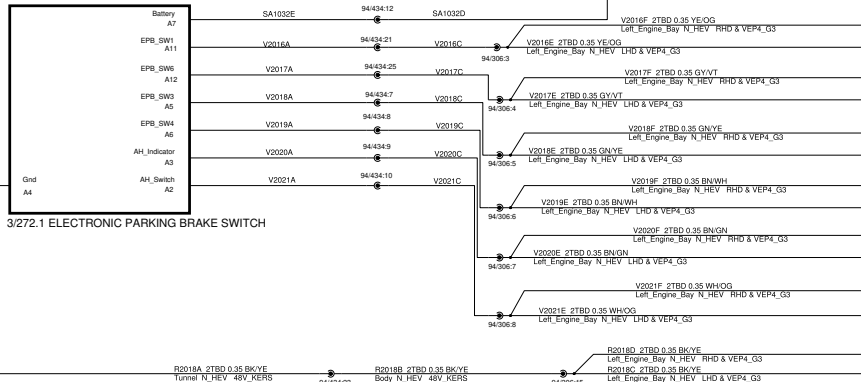 Battery
A7
SA1032E
94/434:12
SA1032D
EPB_SW1
A11
V2016A
94/434:21
V2016C
94/306:3
V2016F 2TBD 0.35 YE/OG
Left_Engine_Bay N_HEV RHD & VEP4_G3
V2016E 2TBD 0.35 YE/OG
Left_Engine_Bay N_HEV LHD & VEP4_G3
EPB_SW6
A12
V2017A
94/434:25
V2017C
94/306:4
V2017F 2TBD 0.35 GY/VT
Left_Engine_Bay N_HEV RHD & VEP4_G3
V2017E 2TBD 0.35 GY/VT
Left_Engine_Bay N_HEV LHD & VEP4_G3
EPB_SW3
A5
V2018A
94/434:7
V2018C
94/306:5
V2018F 2TBD 0.35 GN/YE
Left_Engine_Bay N_HEV RHD & VEP4_G3
V2018E 2TBD 0.35 GN/YE
Left_Engine_Bay N_HEV LHD & VEP4_G3
EPB_SW4
A6
V2019A
94/434:8
V2019C
94/306:6
V2019F 2TBD 0.35 BN/WH
Left_Engine_Bay N_HEV RHD & VEP4_G3
V2019E 2TBD 0.35 BN/WH
Left_Engine_Bay N_HEV LHD & VEP4_G3
AH_Indicator
A3
V2020A
94/434:9
V2020C
94/306:7
V2020F 2TBD 0.35 BN/GN
Left_Engine_Bay N_HEV RHD & VEP4_G3
V2020E 2TBD 0.35 BN/GN
Left_Engine_Bay N_HEV LHD & VEP4_G3
Gnd
A4
AH_Switch
A2
V2021A
94/434:10
V2021C
94/306:8
V2021F 2TBD 0.35 WH/OG
Left_Engine_Bay N_HEV RHD & VEP4_G3
V2021E 2TBD 0.35 WH/OG
Left_Engine_Bay N_HEV LHD & VEP4_G3
3/272.1 ELECTRONIC PARKING BRAKE SWITCH
R2018A 2TBD 0.35 BK/YE
Tunnel N_HEV 48V_KERS
R2018B 2TBD 0.35 BK/YE
Body N_HEV 48V_KERS
R2018D 2TBD 0.35 BK/YE
Left_Engine_Bay N_HEV RHD & VEP4_G3
R2018C 2TBD 0.35 BK/YE
Left_Engine_Bay N_HEV LHD & VEP4_G3